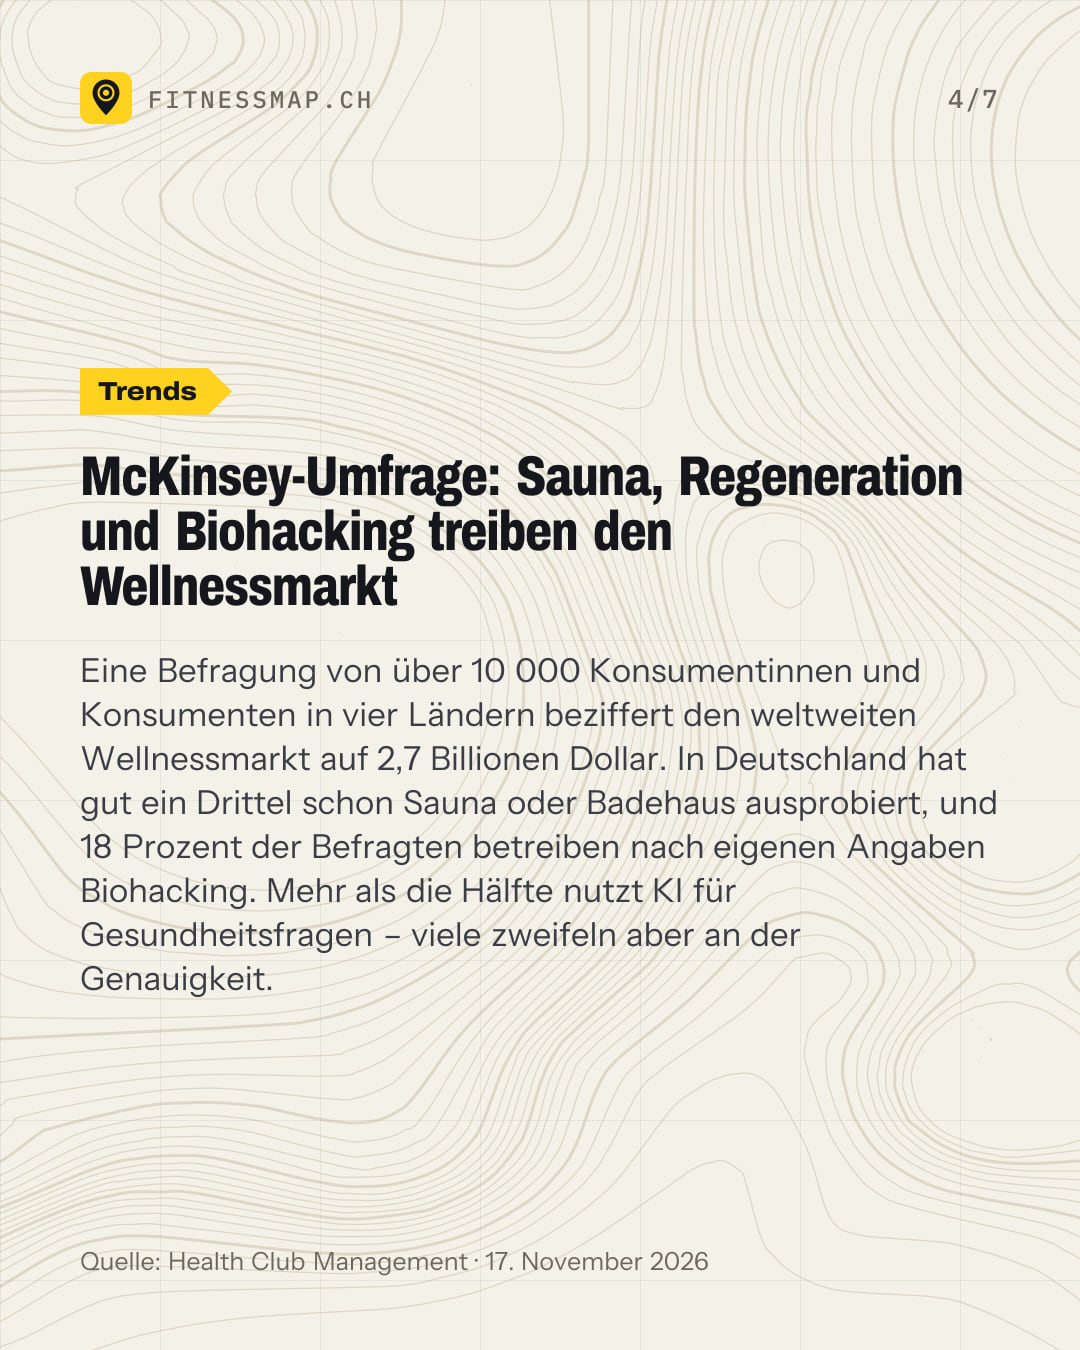 FITNESSMAP.CH
4/7
Trends
McKinsey-Umfrage: Sauna, Regeneration
und Biohacking treiben den
Wellnessmarkt
Eine Befragung von über 10 000 Konsumentinnen und
Konsumenten in vier Ländern beziffert den weltweiten
Wellnessmarkt auf 2,7 Billionen Dollar. In Deutschland hat
gut ein Drittel schon Sauna oder Badehaus ausprobiert, und
18 Prozent der Befragten betreiben nach eigenen Angaben
Biohacking. Mehr als die Hälfte nutzt KI für
Gesundheitsfragen – viele zweifeln aber an der
Genauigkeit.
Quelle: Health Club Management · 17. November 2026